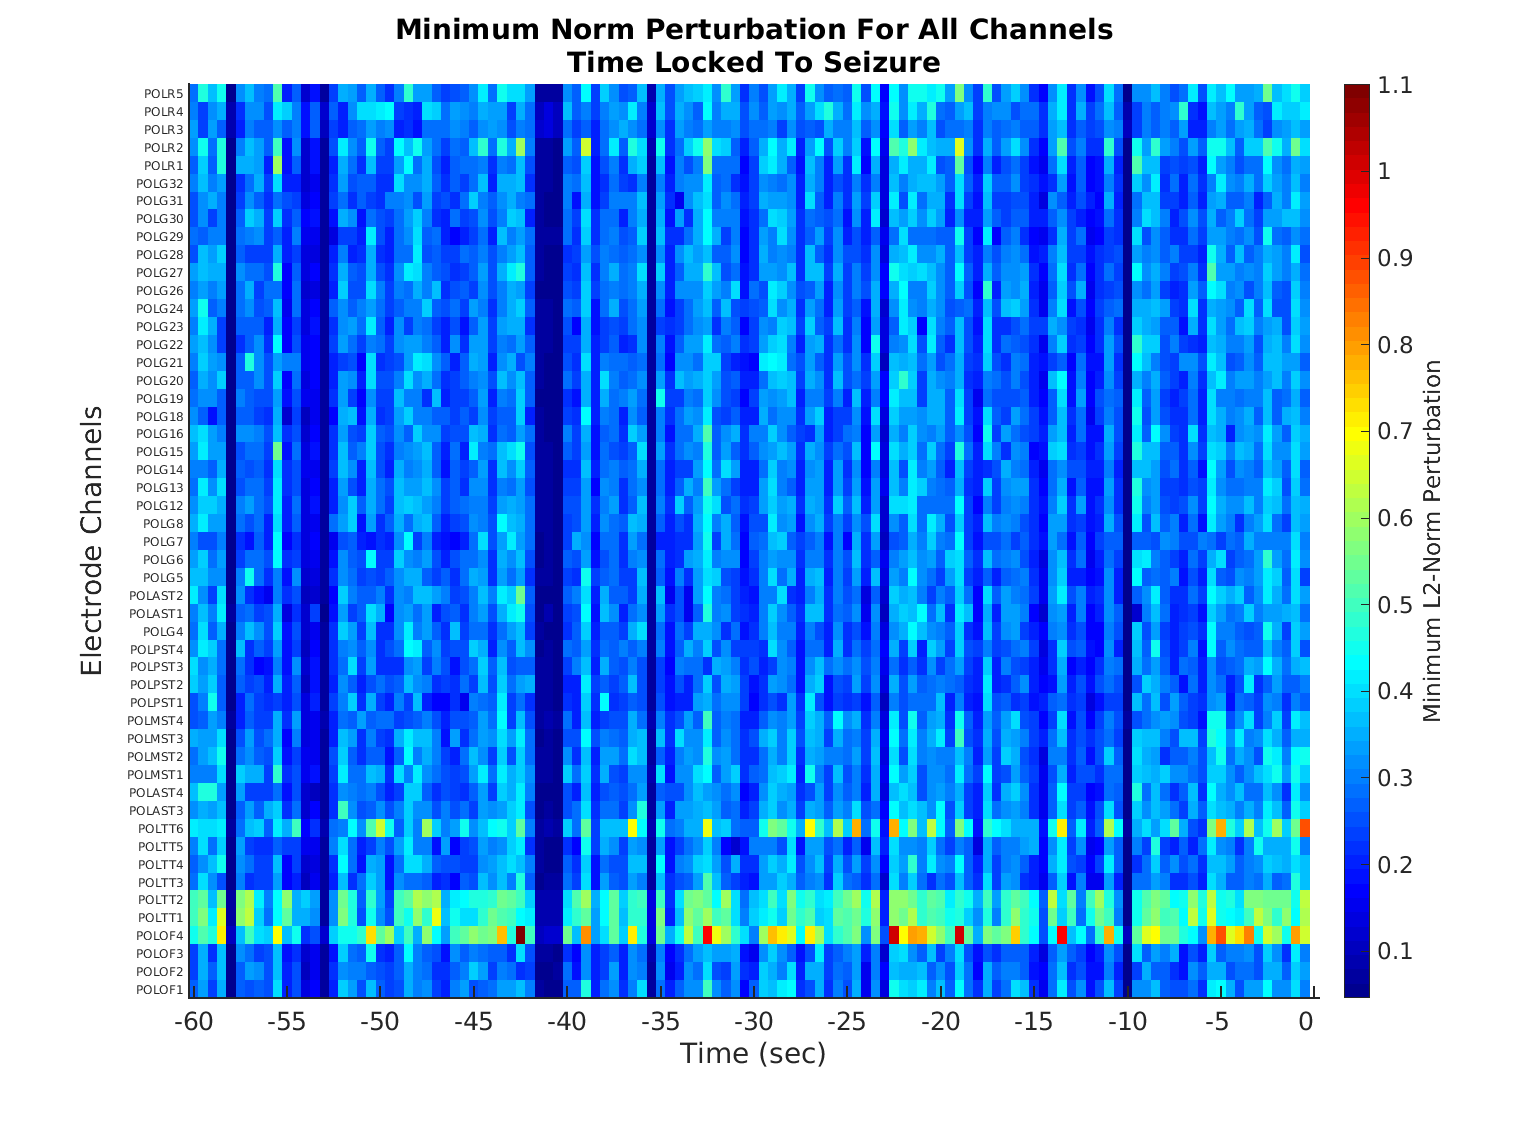 Minimum Norm Perturbation For All Channels
Time Locked To Seizure
Electrode Channels
POLR5
POLR4
POLR3
POLR2
POLR1
POLG32
POLG31
POLG30
POLG29
POLG28
POLG27
POLG26
POLG24
POLG23
POLG22
POLG21
POLG20
POLG19
POLG18
POLG16
POLG15
POLG14
POLG13
POLG12
POLG8
POLG7
POLG6
POLG5
POLAST2
POLAST1
POLG4
POLPST4
POLPST3
POLPST2
POLPST1
POLMST4
POLMST3
POLMST2
POLMST1
POLAST4
POLAST3
POLTT6
POLTT5
POLTT4
POLTT3
POLTT2
POLTT1
POLOF4
POLOF3
POLOF2
POLOF1
-60 -55 -50 -45 -40 -35 -30 -25 -20 -15 -10 -5 0
Time (sec)
1.1
1
0.9
0.8
0.7
0.6
0.5
0.4
0.3
0.2
0.1
Minimum L2-Norm Perturbation